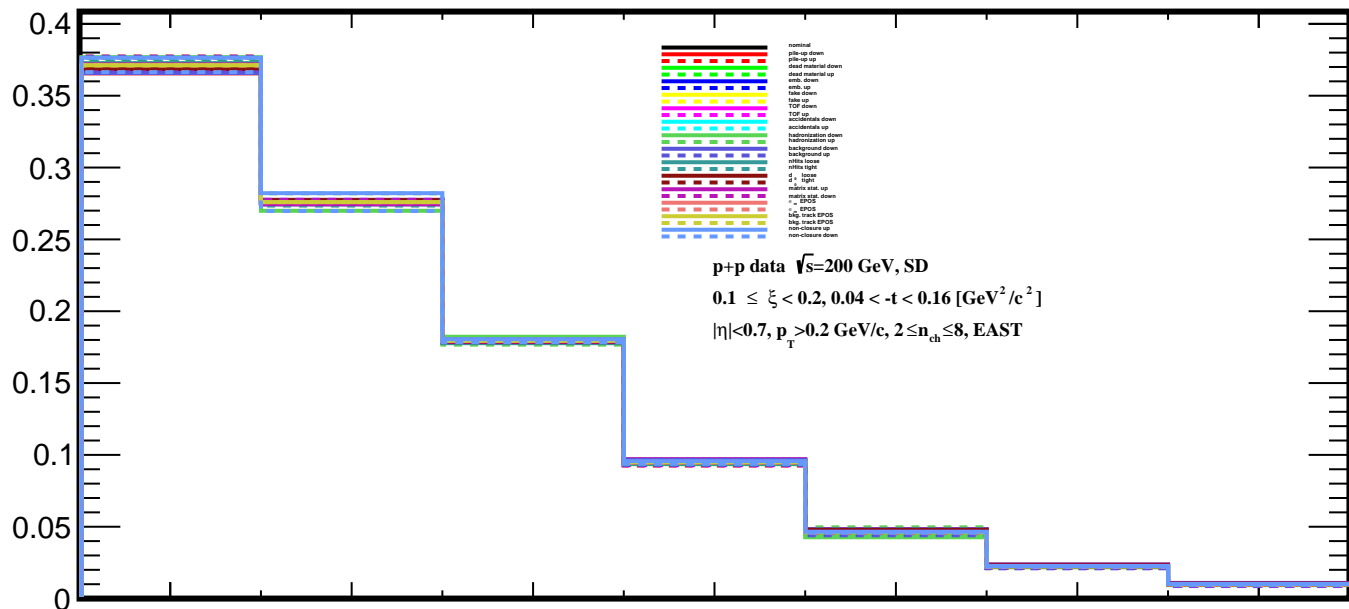 0.4
0.35
0.3
0.25
0.2
0.15
0.1
0.05
0
nominal
pile-up down
pile-up up
dead material down
dead material up
emb. down
emb. up
fake down
fake up
TOF down
TOF up
accidentals down
accidentals up
hadronization down
hadronization up
background down
background up
nHits loose
nHits tight
d₀ loose
d₀ tight
matrix stat. up
matrix stat. down
EPOS
EPOS
bkg. track EPOS
bkg. track EPOS
non-closure up
non-closure down
p+p data √s=200 GeV, SD
0.1 ≤ ξ < 0.2, 0.04 < -t < 0.16 [GeV²/c²]
|η|<0.7, p_T>0.2 GeV/c, 2≤n_ch≤8, EAST